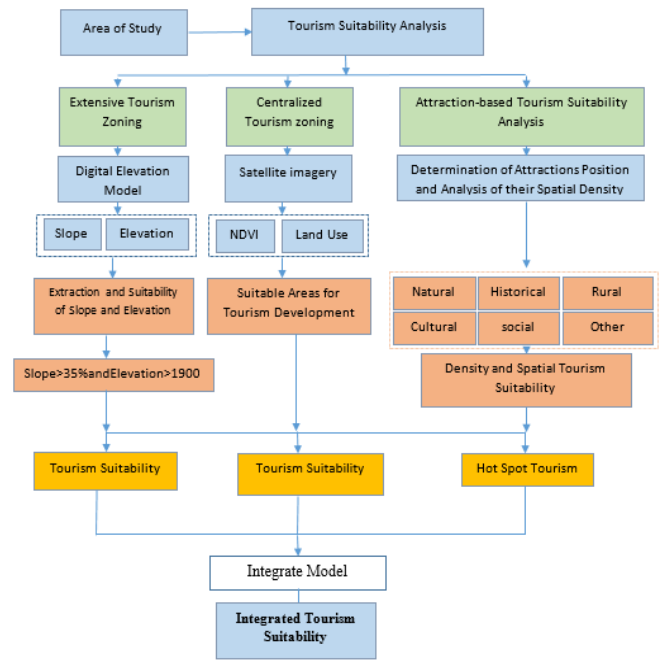 Area of Study
Tourism Suitability Analysis
Extensive Tourism
Zoning
Centralized
Tourism zoning
Attraction-based Tourism Suitability
Analysis
Digital Elevation
Model
Satellite imagery
Determination of Attractions Position
and Analysis of their Spatial Density
Slope
Elevation
NDVI
Land Use
Extraction and Suitability
of Slope and Elevation
Suitable Areas for
Tourism Development
Natural
Historical
Rural
Cultural
social
Other
Slope>35%andElevation>1900
Density and Spatial Tourism
Suitability
Tourism Suitability
Tourism Suitability
Hot Spot Tourism
Integrate Model
Integrated Tourism
Suitability